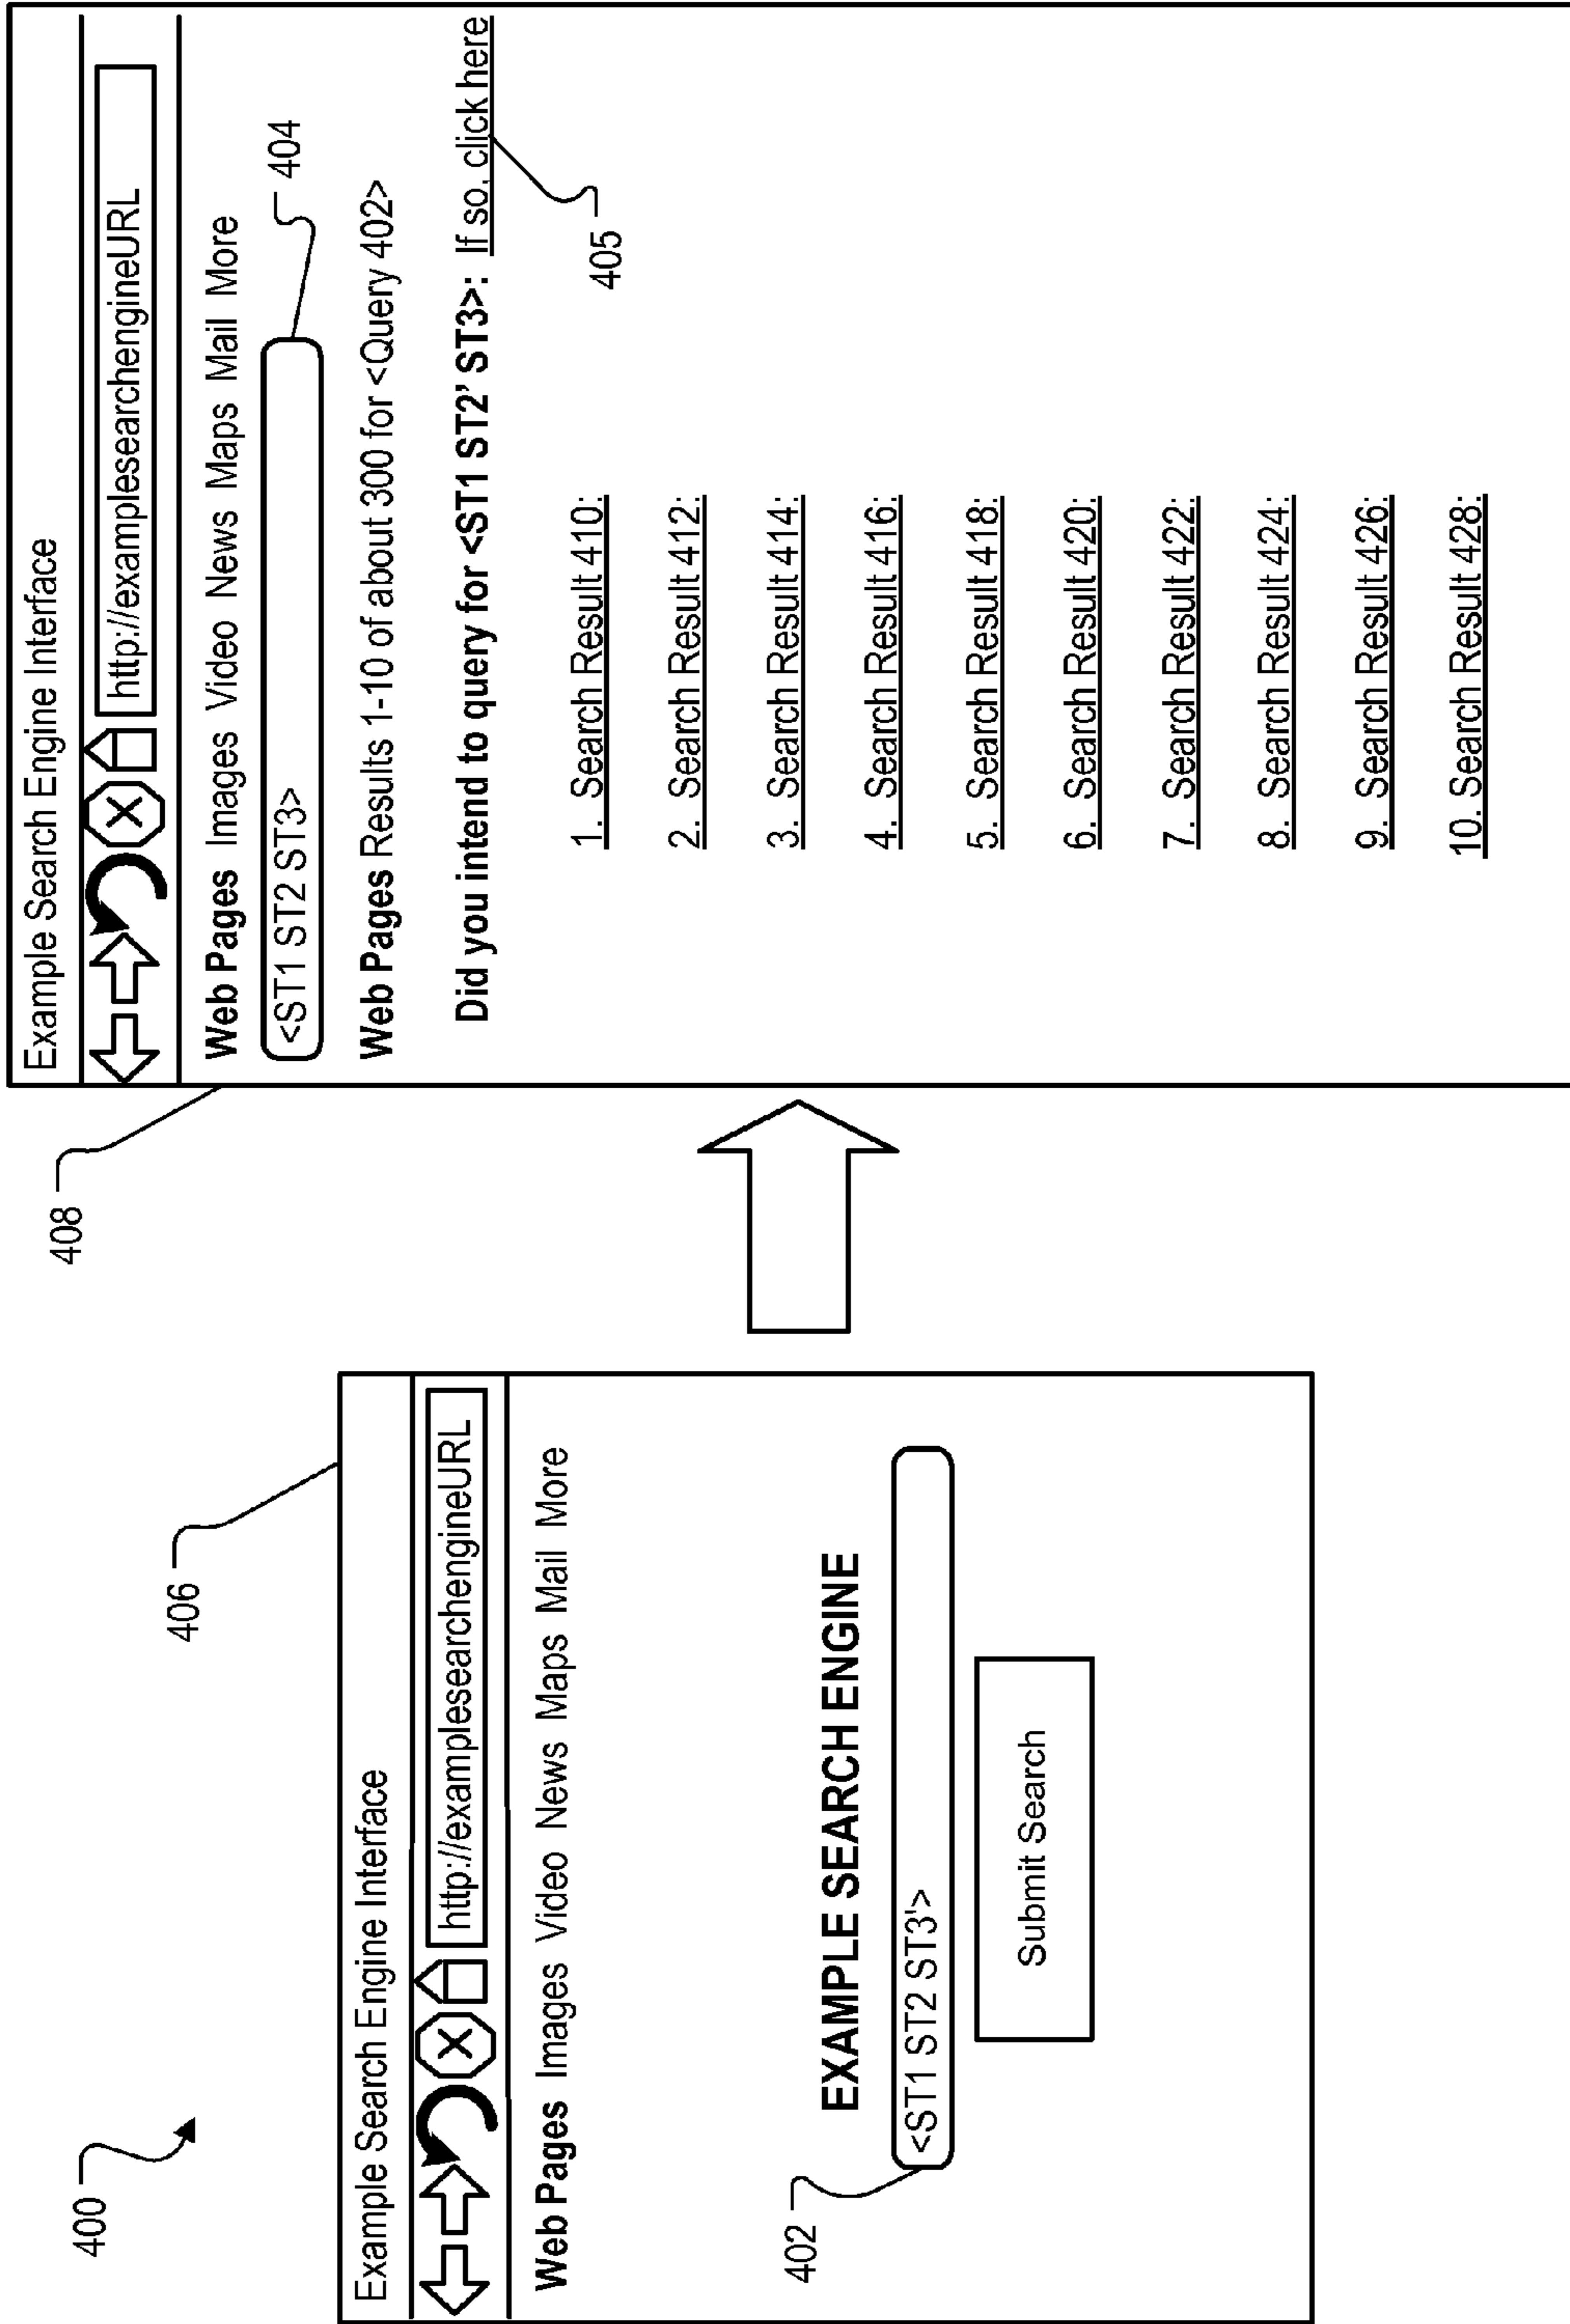 400
406
Example Search Engine Interface
http://examplesearchengineURL
Web Pages Images Video News Maps Mail More
EXAMPLE SEARCH ENGINE
402
<ST1 ST2 ST3'>
Submit Search
408
Example Search Engine Interface
http://examplesearchengineURL
Web Pages Images Video News Maps Mail More
<ST1 ST2 ST3>
404
Web Pages Results 1-10 of about 300 for <Query 402>
Did you intend to query for <ST1 ST2' ST3>: If so, click here
405
1. Search Result 410:
2. Search Result 412:
3. Search Result 414:
4. Search Result 416:
5. Search Result 418:
6. Search Result 420:
7. Search Result 422:
8. Search Result 424:
9. Search Result 426:
10. Search Result 428: